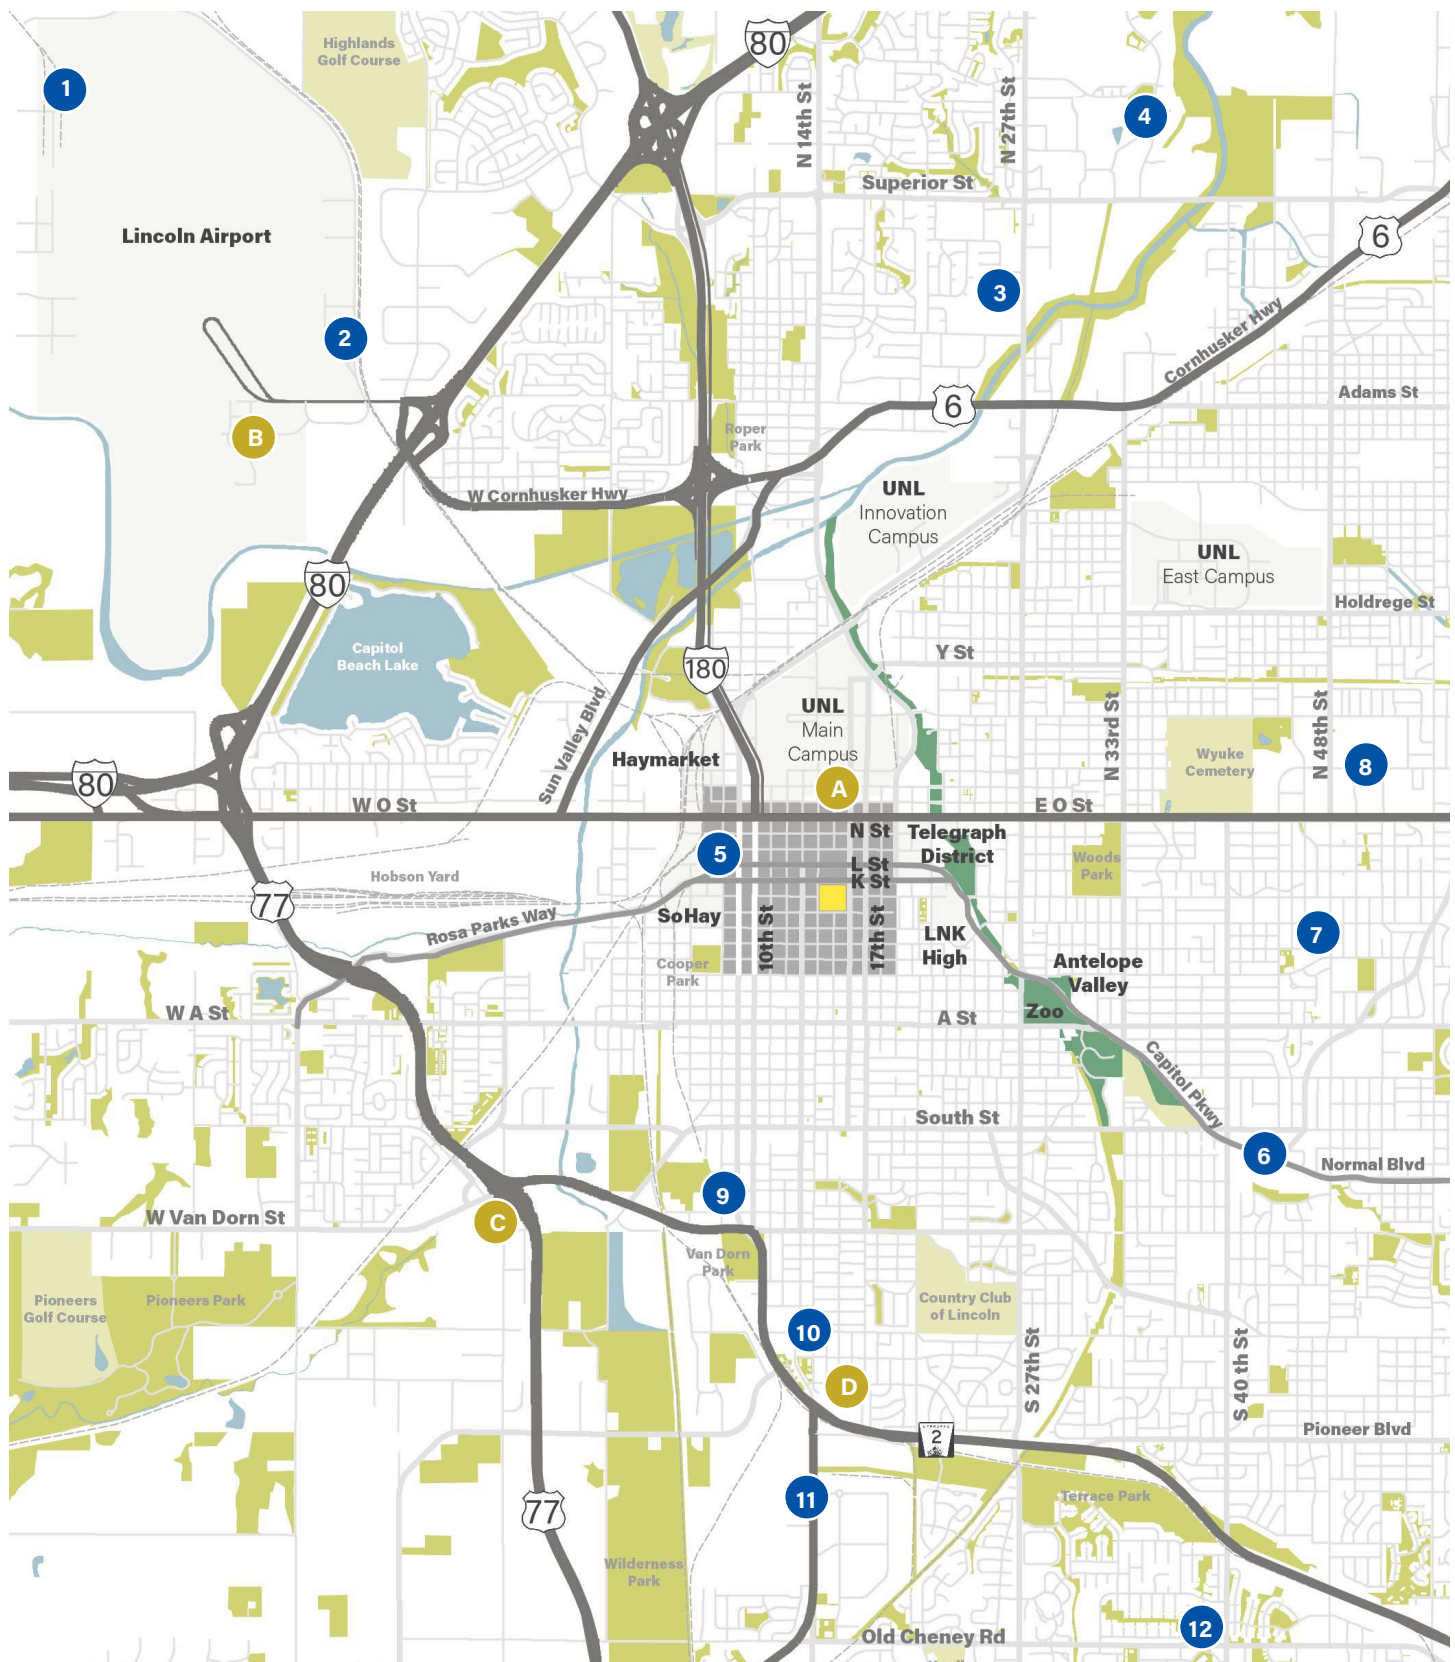 Highlands
Golf Course
80
1
N 14th St
N 27th St
4
Superior St
Lincoln Airport
6
3
2
Cornhusker Hwy
Adams St
6
B
Roper
Park
W Cornhusker Hwy
UNL
Innovation
Campus
UNL
East Campus
80
Holdrege St
Capitol
Beach Lake
Y St
180
UNL
Main
Campus
Sun Valley Blvd
Haymarket
N 33rd St
N 48th St
Wyuke
Cemetery
8
80
A
W O St
E O St
N St
Telegraph
District
5
L St
K St
Woods
Park
Hobson Yard
77
SoHay
Rosa Parks Way
10th St
17th St
LNK
High
7
Cooper
Park
Antelope
Valley
Zoo
W A St
A St
Capitol Pkwy
South St
6
Normal Blvd
9
W Van Dorn St
C
Van Dorn
Park
Pioneers
Golf Course
Pioneers Park
Country Club
of Lincoln
10
S 27th St
S 40 th St
D
2
Pioneer Blvd
11
Terrace Park
77
Wilderness
Park
12
Old Cheney Rd